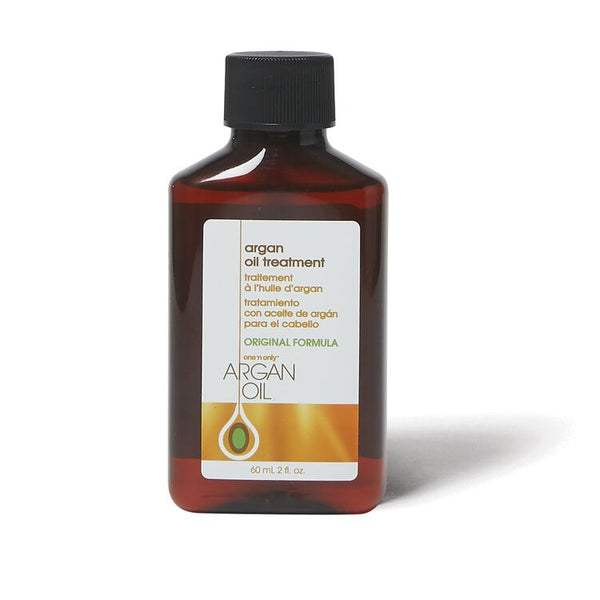 argan
oil treatment
traitement
à l'huile d'argan
tratamiento
con aceite de argán
para el cabello
ORIGINAL FORMULA
one'n only™
ARGAN
OIL
60 mL 2 fl. oz.